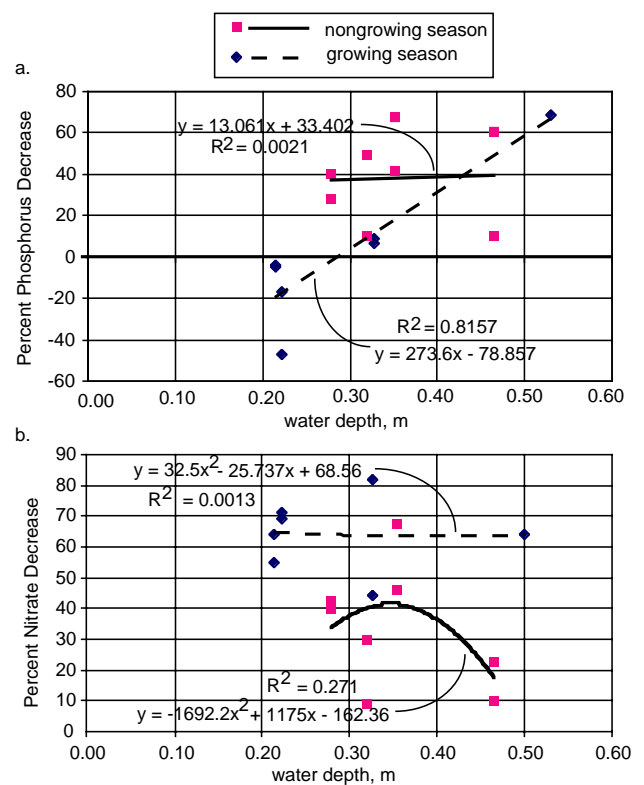 nongrowing season
growing season
a.
Percent Phosphorus Decrease
80
60
40
20
0
-20
-40
-60
y = 13.061x + 33.402
R2 = 0.0021
R2 = 0.8157
y = 273.6x - 78.857
0.00 0.10 0.20 0.30 0.40 0.50 0.60
water depth, m
b.
Percent Nitrate Decrease
90
80
70
60
50
40
30
20
10
0
y = 32.5x2 - 25.737x + 68.56
R2 = 0.0013
R2 = 0.271
y = -1692.2x2 + 1175x - 162.36
0.00 0.10 0.20 0.30 0.40 0.50 0.60
water depth, m